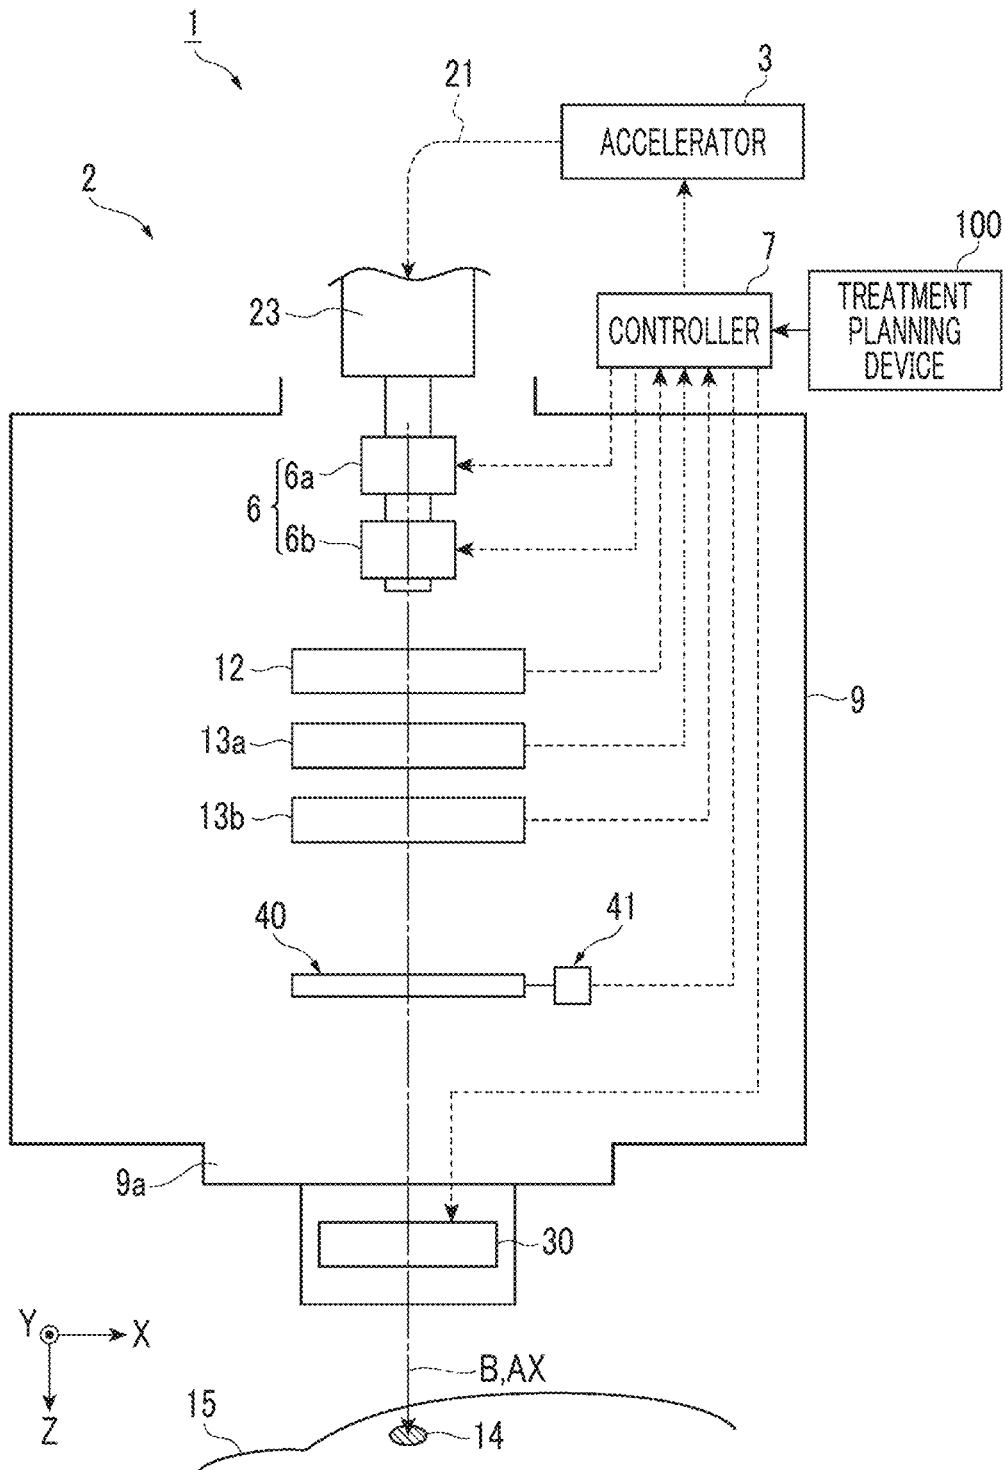 1
21
3
ACCELERATOR
2
100
7
23
CONTROLLER
TREATMENT
PLANNING
DEVICE
6a
6
6b
12
9
13a
13b
40
41
9a
30
Y
X
B,AX
Z
15
14